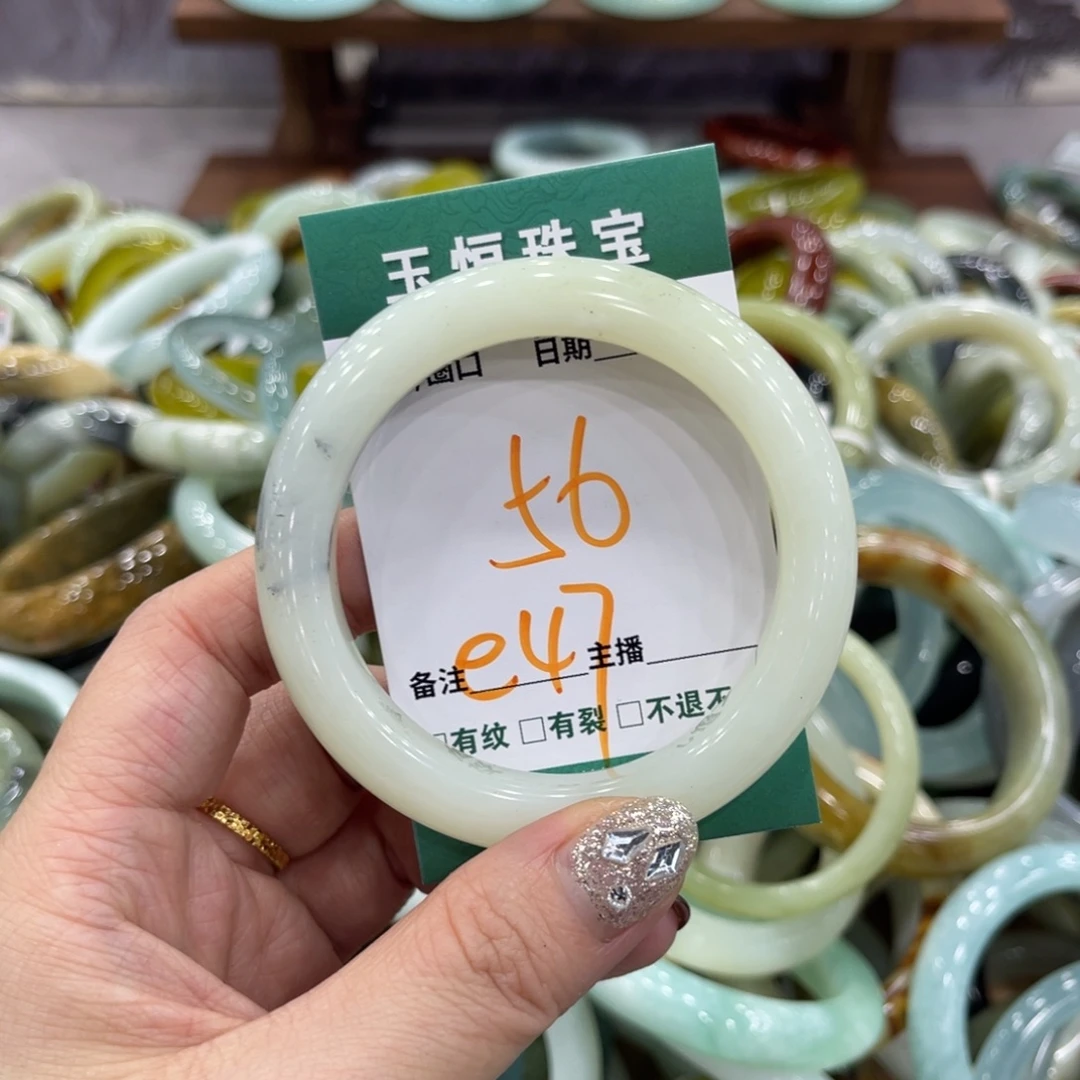 玉恒珠宝
圈口 日期
56
e47
备注 主播
□有纹 □有裂 □不退不